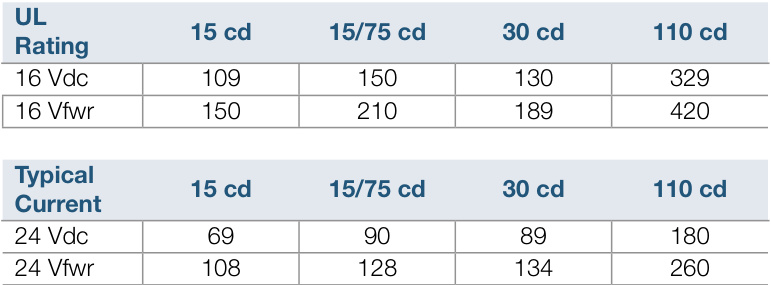 UL Rating 15 cd 15/75 cd 30 cd 110 cd
16 Vdc 109 150 130 329
16 Vfwr 150 210 189 420
Typical Current 15 cd 15/75 cd 30 cd 110 cd
24 Vdc 69 90 89 180
24 Vfwr 108 128 134 260